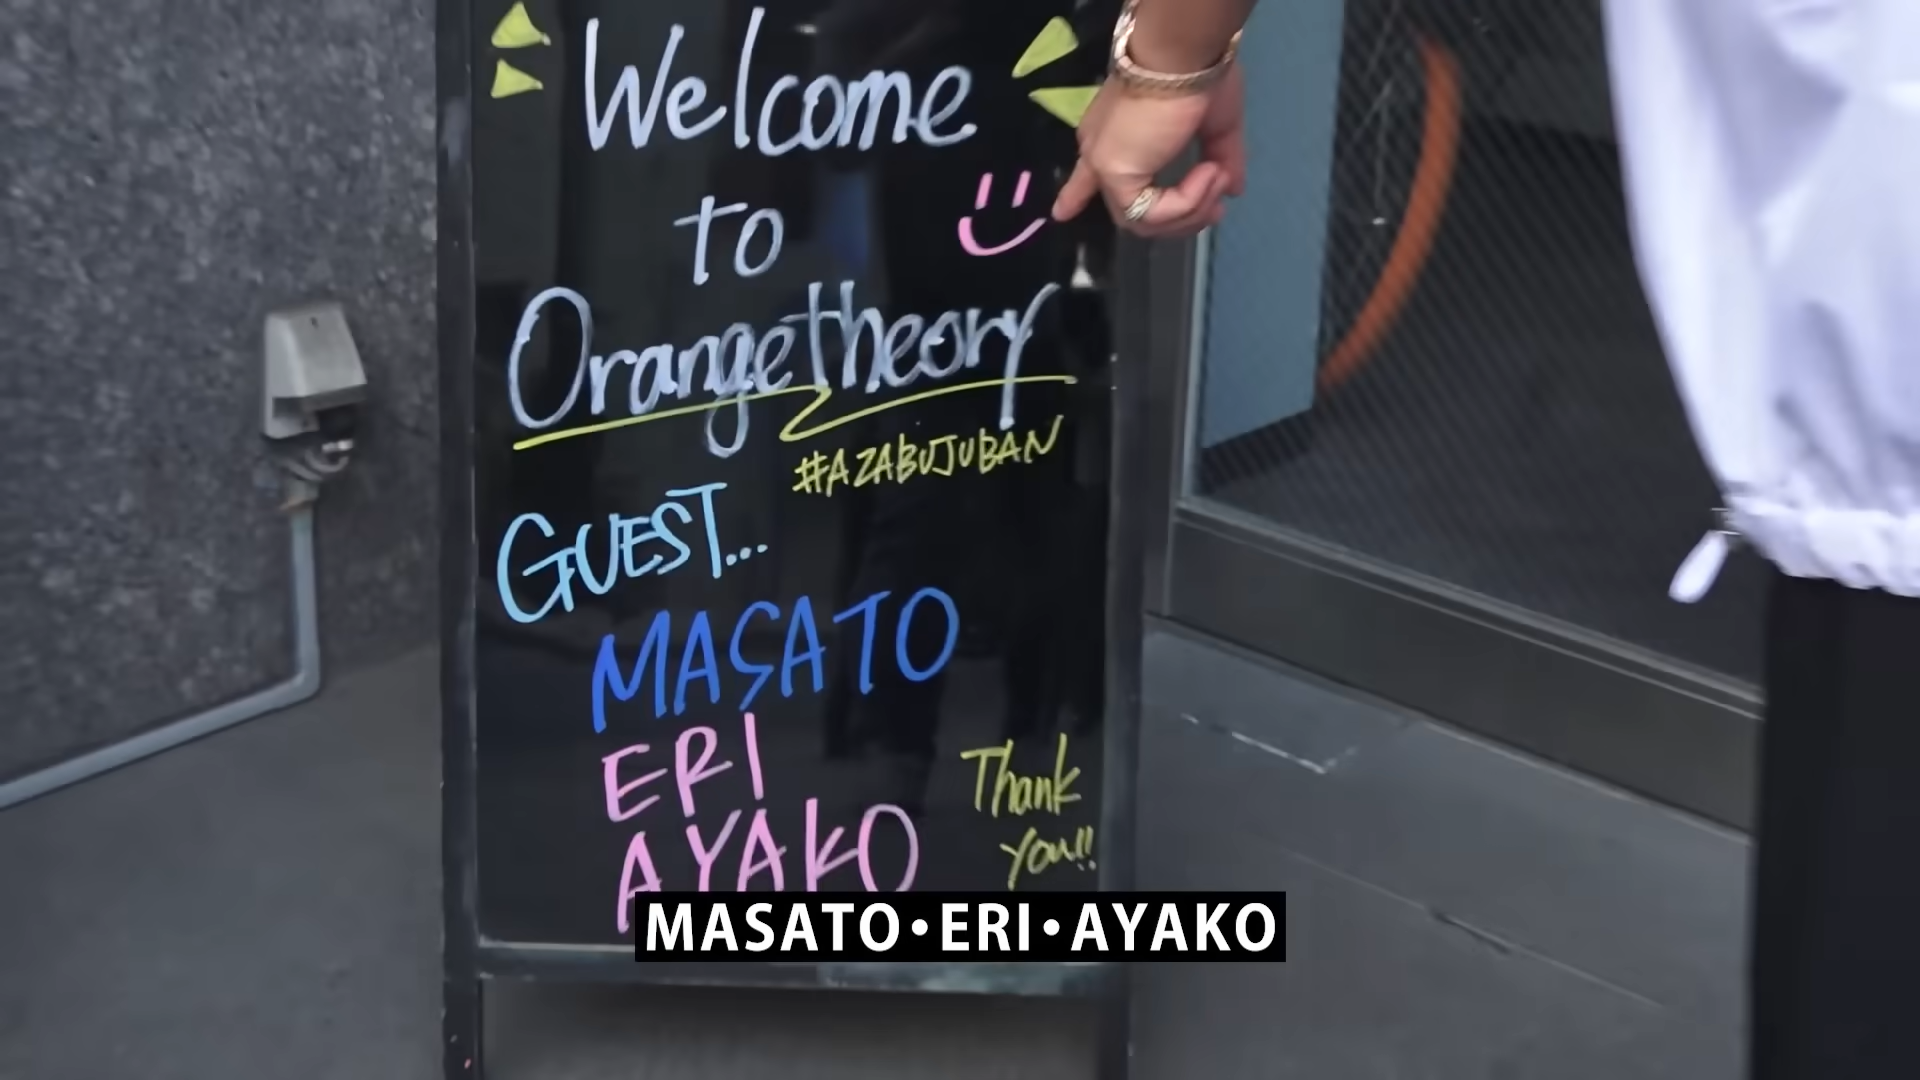 Welcome
to
Orangetheory
#AZABUJUBAN
GUEST...
MASATO
ERI
AYAKO
Thank
You!!
MASATO・ERI・AYAKO